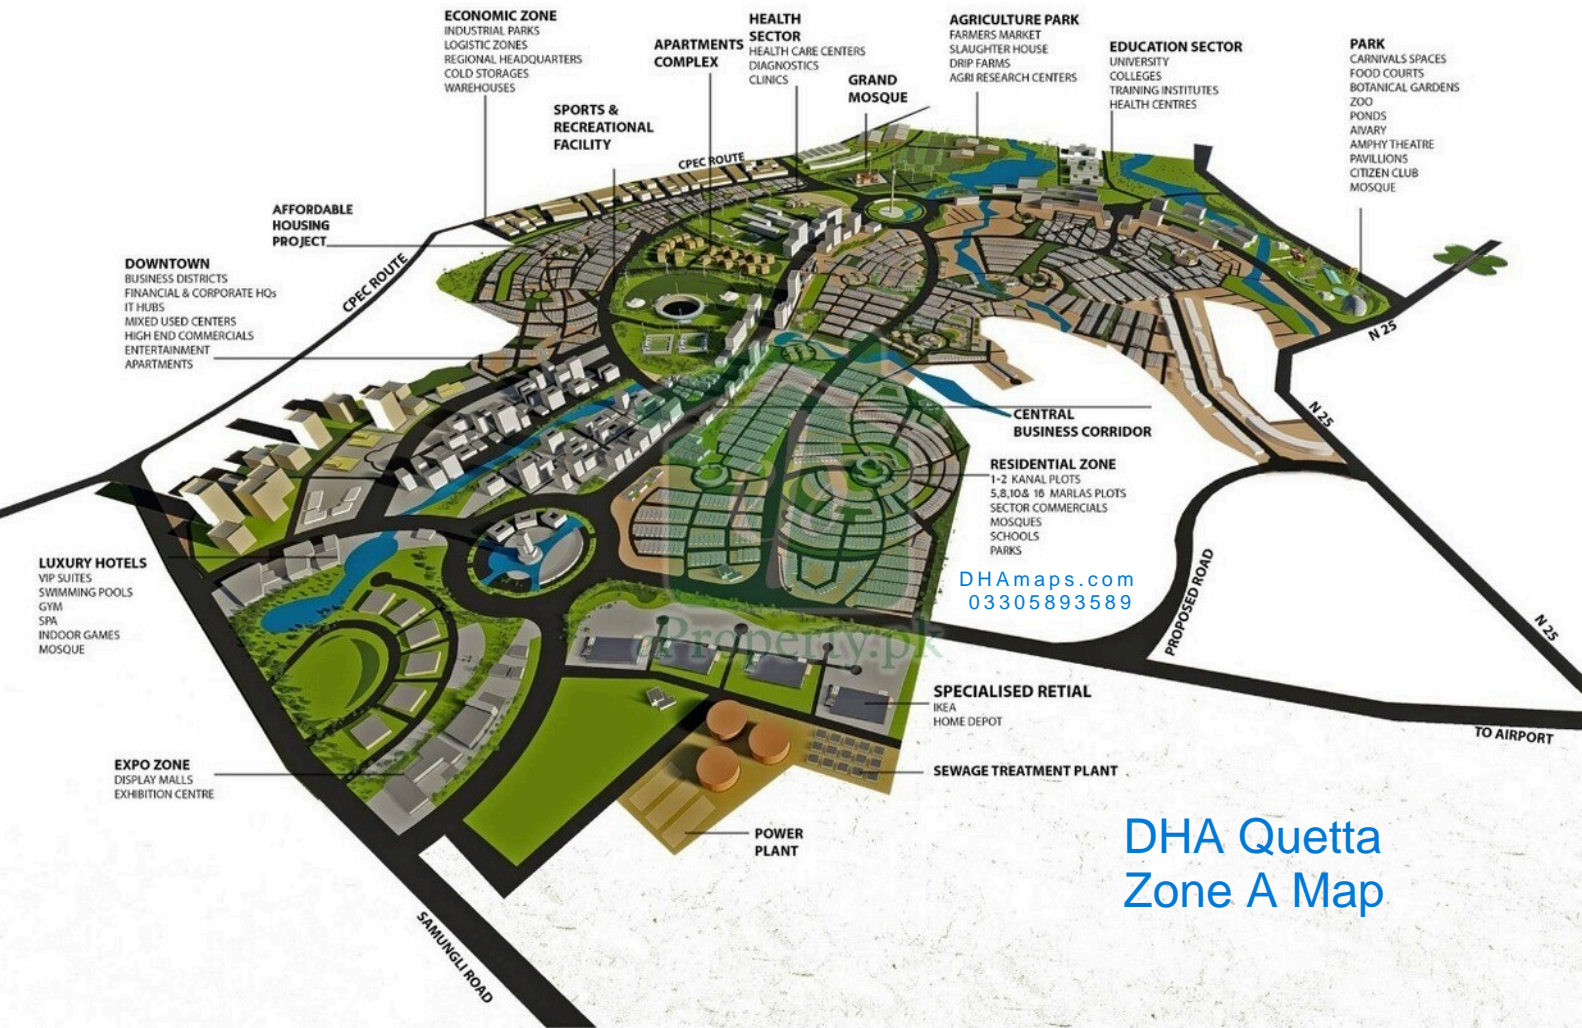 ECONOMIC ZONE
INDUSTRIAL PARKS
LOGISTIC ZONES
REGIONAL HEADQUARTERS
COLD STORAGES
WAREHOUSES
APARTMENTS
COMPLEX
HEALTH
SECTOR
HEALTH CARE CENTERS
DIAGNOSTICS
CLINICS
GRAND
MOSQUE
AGRICULTURE PARK
FARMERS MARKET
SLAUGHTER HOUSE
DRIP FARMS
AGRI RESEARCH CENTERS
EDUCATION SECTOR
UNIVERSITY
COLLEGES
TRAINING INSTITUTES
HEALTH CENTRES
PARK
CARNIVALS SPACES
FOOD COURTS
BOTANICAL GARDENS
ZOO
PONDS
AIVARY
AMPHY THEATRE
PAVILLIONS
CITIZEN CLUB
MOSQUE
SPORTS &
RECREATIONAL
FACILITY
CPEC ROUTE
AFFORDABLE
HOUSING
PROJECT
CPEC ROUTE
DOWNTOWN
BUSINESS DISTRICTS
FINANCIAL & CORPORATE HQs
IT HUBS
MIXED USED CENTERS
HIGH END COMMERCIALS
ENTERTAINMENT
APARTMENTS
N 25
N 25
CENTRAL
BUSINESS CORRIDOR
RESIDENTIAL ZONE
1-2 KANAL PLOTS
5,8,10& 16 MARLAS PLOTS
SECTOR COMMERCIALS
MOSQUES
SCHOOLS
PARKS
DHAmaps.com
03305893589
PROPOSED ROAD
N 25
LUXURY HOTELS
VIP SUITES
SWIMMING POOLS
GYM
SPA
INDOOR GAMES
MOSQUE
eProperty.pk
SPECIALISED RETIAL
IKEA
HOME DEPOT
TO AIRPORT
SEWAGE TREATMENT PLANT
EXPO ZONE
DISPLAY MALLS
EXHIBITION CENTRE
POWER
PLANT
DHA Quetta
Zone A Map
SAMUNGLI ROAD